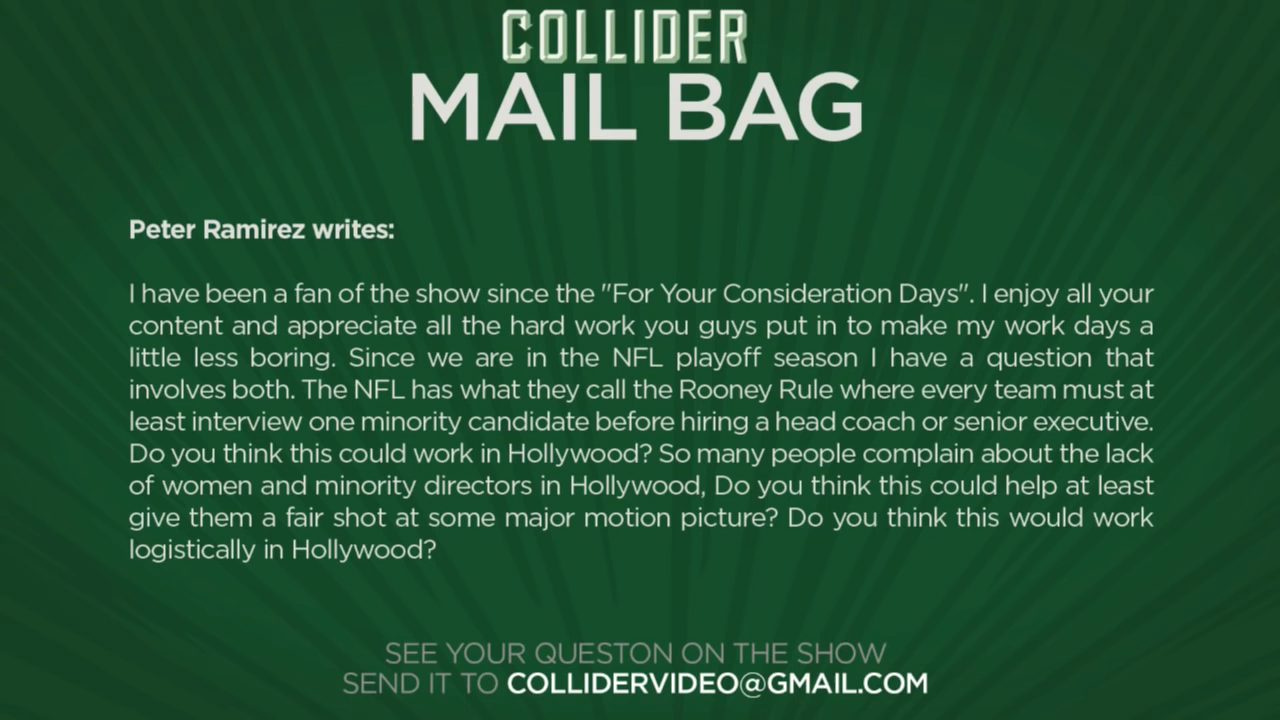 COLLIDER
MAIL BAG
Peter Ramirez writes:
I have been a fan of the show since the "For Your Consideration Days". I enjoy all your
content and appreciate all the hard work you guys put in to make my work days a
little less boring. Since we are in the NFL playoff season I have a question that
involves both. The NFL has what they call the Rooney Rule where every team must at
least interview one minority candidate before hiring a head coach or senior executive.
Do you think this could work in Hollywood? So many people complain about the lack
of women and minority directors in Hollywood, Do you think this could help at least
give them a fair shot at some major motion picture? Do you think this would work
logistically in Hollywood?
SEE YOUR QUESTON ON THE SHOW
SEND IT TO COLLIDERVIDEO@GMAIL.COM